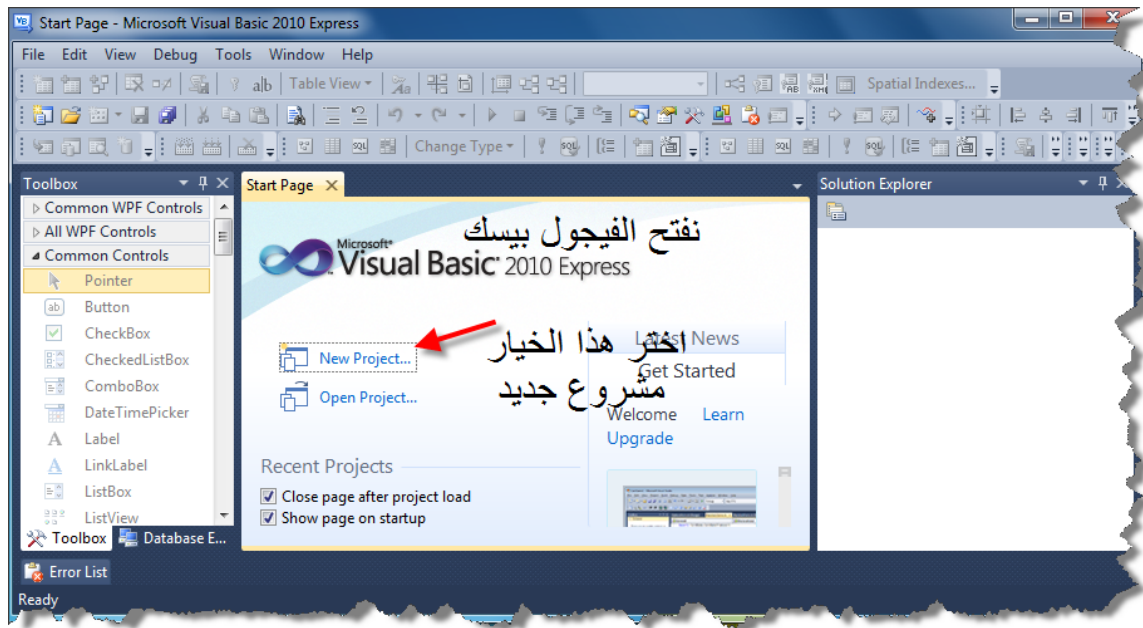 Start Page - Microsoft Visual Basic 2010 Express
File Edit View Debug Tools Window Help
Table View Spatial Indexes...
Change Type
Toolbox
Common WPF Controls
All WPF Controls
Common Controls
Pointer
Button
CheckBox
CheckedListBox
ComboBox
DateTimePicker
Label
LinkLabel
ListBox
ListView
Toolbox Database E...
Start Page
نفتح الفيجول بيسك
Microsoft
Visual Basic 2010 Express
New Project...
Open Project...
اختر هذا الخيار
مشروع جديد
Latest News
Get Started
Welcome Learn
Upgrade
Recent Projects
Close page after project load
Show page on startup
Solution Explorer
Error List
Ready